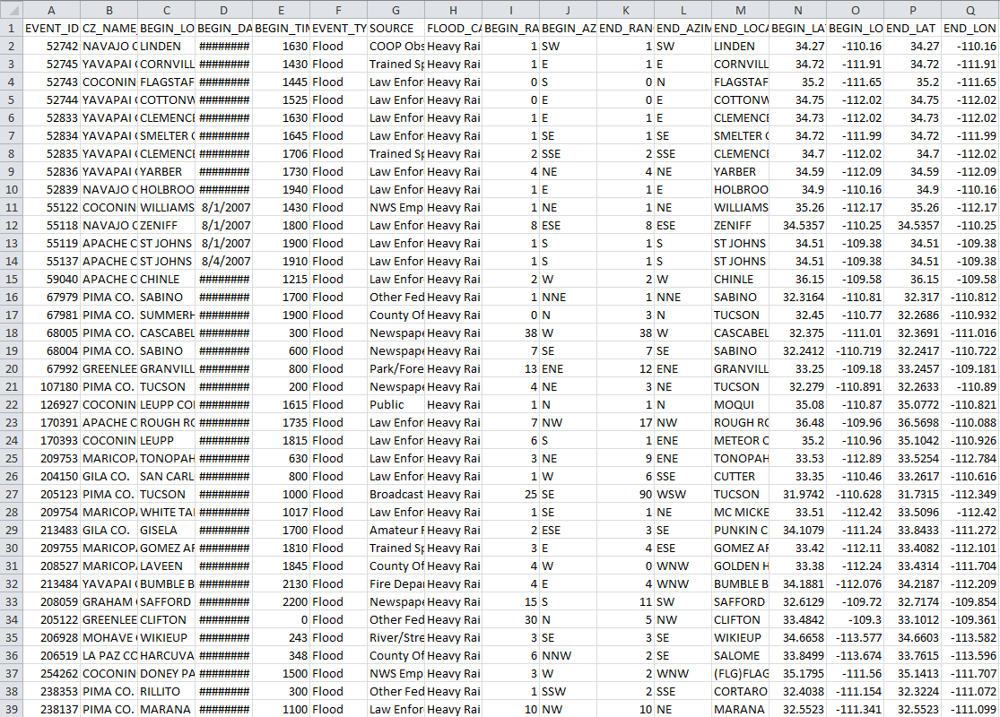 A B C D E F G H I J K L M N O P Q
1 EVENT_ID CZ_NAME_ BEGIN_LO BEGIN_DA BEGIN_TIM EVENT_TY SOURCE FLOOD_CA BEGIN_RA BEGIN_AZ END_RANG END_AZIM END_LOCA BEGIN_LAT BEGIN_LO END_LAT END_LON
2 52742 NAVAJO C LINDEN ######## 1630 Flood COOP Obs Heavy Rai 1 SW 1 SW LINDEN 34.27 -110.16 34.27 -110.16
3 52745 YAVAPAI C CORNVILL ######## 1430 Flood Trained Sp Heavy Rai 1 E 1 E CORNVILL 34.72 -111.91 34.72 -111.91
4 52743 COCONIN FLAGSTAF ######## 1445 Flood Law Enfor Heavy Rai 0 S 0 N FLAGSTAF 35.2 -111.65 35.2 -111.65
5 52744 YAVAPAI C COTTONW ######## 1525 Flood Law Enfor Heavy Rai 0 E 0 E COTTONW 34.75 -112.02 34.75 -112.02
6 52833 YAVAPAI C CLEMENCE ######## 1630 Flood Law Enfor Heavy Rai 1 E 1 E CLEMENCE 34.73 -112.02 34.73 -112.02
7 52834 YAVAPAI C SMELTER C ######## 1645 Flood Law Enfor Heavy Rai 1 SE 1 SE SMELTER C 34.72 -111.99 34.72 -111.99
8 52835 YAVAPAI C CLEMENCE ######## 1706 Flood Trained Sp Heavy Rai 2 SSE 2 SSE CLEMENCE 34.7 -112.02 34.7 -112.02
9 52836 YAVAPAI C YARBER ######## 1730 Flood Law Enfor Heavy Rai 4 NE 4 NE YARBER 34.59 -112.09 34.59 -112.09
10 52839 NAVAJO C HOLBROO ######## 1940 Flood Law Enfor Heavy Rai 1 E 1 E HOLBROO 34.9 -110.16 34.9 -110.16
11 55122 COCONIN WILLIAMS 8/1/2007 1430 Flood NWS Emp Heavy Rai 1 NE 1 NE WILLIAMS 35.26 -112.17 35.26 -112.17
12 55118 NAVAJO C ZENIFF 8/1/2007 1800 Flood Law Enfor Heavy Rai 8 ESE 8 ESE ZENIFF 34.5357 -110.25 34.5357 -110.25
13 55119 APACHE C ST JOHNS 8/1/2007 1900 Flood Law Enfor Heavy Rai 1 S 1 S ST JOHNS 34.51 -109.38 34.51 -109.38
14 55137 APACHE C ST JOHNS 8/4/2007 1910 Flood Law Enfor Heavy Rai 1 S 1 S ST JOHNS 34.51 -109.38 34.51 -109.38
15 59040 APACHE C CHINLE ######## 1215 Flood Law Enfor Heavy Rai 2 W 2 W CHINLE 36.15 -109.58 36.15 -109.58
16 67979 PIMA CO. SABINO ######## 1700 Flood Other Fed Heavy Rai 1 NNE 1 NNE SABINO 32.3164 -110.81 32.317 -110.812
17 67981 PIMA CO. SUMMERH ######## 1900 Flood County Of Heavy Rai 0 N 3 N TUCSON 32.45 -110.77 32.2686 -110.932
18 68005 PIMA CO. CASCABEL ######## 300 Flood Newspape Heavy Rai 38 W 38 W CASCABEL 32.375 -111.01 32.3691 -111.016
19 68004 PIMA CO. SABINO ######## 600 Flood Newspape Heavy Rai 7 SE 7 SE SABINO 32.2412 -110.719 32.2417 -110.722
20 67992 GREENLEE GRANVILL ######## 800 Flood Park/Fore Heavy Rai 13 ENE 12 ENE GRANVILL 33.25 -109.18 33.2457 -109.181
21 107180 PIMA CO. TUCSON ######## 200 Flood Newspape Heavy Rai 4 NE 3 NE TUCSON 32.279 -110.891 32.2633 -110.89
22 126927 COCONIN LEUPP COI ######## 1615 Flood Public Heavy Rai 1 N 1 N MOQUI 35.08 -110.87 35.0772 -110.821
23 170391 APACHE C ROUGH RO ######## 1735 Flood Law Enfor Heavy Rai 7 NW 17 NW ROUGH RO 36.48 -109.96 36.5698 -110.088
24 170393 COCONIN LEUPP ######## 1815 Flood Law Enfor Heavy Rai 6 S 1 ENE METEOR C 35.2 -110.96 35.1042 -110.926
25 209753 MARICOPA TONOPAH ######## 630 Flood Law Enfor Heavy Rai 3 NE 9 ENE TONOPAH 33.53 -112.89 33.5254 -112.784
26 204150 GILA CO. SAN CARL ######## 800 Flood Law Enfor Heavy Rai 1 W 6 SSE CUTTER 33.35 -110.46 33.2617 -110.616
27 205123 PIMA CO. TUCSON ######## 1000 Flood Broadcast Heavy Rai 25 SE 90 WSW TUCSON 31.9742 -110.628 31.7315 -112.349
28 209754 MARICOPA WHITE TAI ######## 1017 Flood Law Enfor Heavy Rai 1 SE 1 NE MC MICKE 33.51 -112.42 33.5096 -112.42
29 213483 GILA CO. GISELA ######## 1700 Flood Amateur R Heavy Rai 2 ESE 3 SE PUNKIN C 34.1079 -111.24 33.8433 -111.272
30 209755 MARICOPA GOMEZ AR ######## 1810 Flood Trained Sp Heavy Rai 3 E 4 ESE GOMEZ AR 33.42 -112.11 33.4082 -112.101
31 208527 MARICOPA LAVEEN ######## 1845 Flood County Of Heavy Rai 4 W 0 WNW GOLDEN H 33.38 -112.24 33.4314 -111.704
32 213484 YAVAPAI C BUMBLE B ######## 2130 Flood Fire Depar Heavy Rai 4 E 4 WNW BUMBLE B 34.1881 -112.076 34.2187 -112.209
33 208059 GRAHAM C SAFFORD ######## 2200 Flood Newspape Heavy Rai 15 S 11 SW SAFFORD 32.6129 -109.72 32.7174 -109.854
34 205122 GREENLEE CLIFTON ######## 0 Flood Other Fed Heavy Rai 30 N 5 NW CLIFTON 33.4842 -109.3 33.1012 -109.361
35 206928 MOHAVE C WIKIEUP ######## 243 Flood River/Stre Heavy Rai 3 SE 3 SE WIKIEUP 34.6658 -113.577 34.6603 -113.582
36 206519 LA PAZ CO HARCUVA ######## 348 Flood County Of Heavy Rai 6 NNW 2 SE SALOME 33.8499 -113.674 33.7615 -113.596
37 254262 COCONIN DONEY PA ######## 1500 Flood NWS Emp Heavy Rai 3 W 2 WNW (FLG)FLAG 35.1795 -111.56 35.1413 -111.707
38 238353 PIMA CO. RILLITO ######## 300 Flood Other Fed Heavy Rai 1 SSW 2 SSE CORTARO 32.4038 -111.154 32.3224 -111.072
39 238137 PIMA CO. MARANA ######## 1100 Flood Law Enfor Heavy Rai 10 NW 10 NE MARANA 32.5523 -111.341 32.5523 -111.099